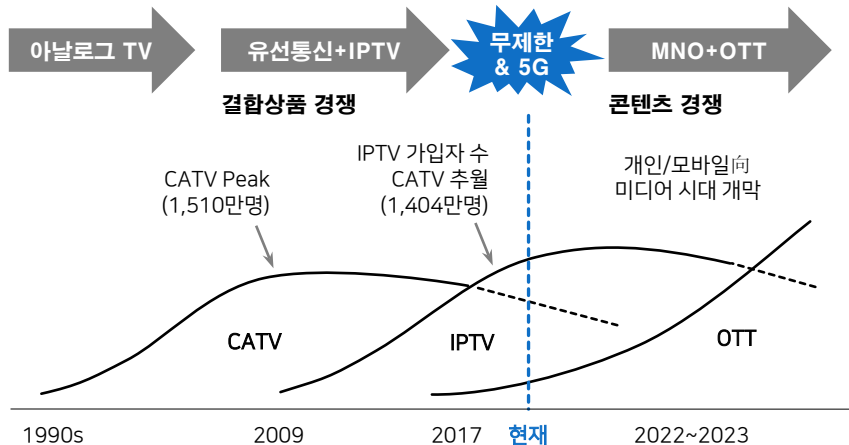 아날로그 TV
유선통신+IPTV
무제한
& 5G
MNO+OTT
결합상품 경쟁
콘텐츠 경쟁
CATV Peak
(1,510만명)
IPTV 가입자 수
CATV 추월
(1,404만명)
개인/모바일向
미디어 시대 개막
CATV
IPTV
OTT
1990s
2009
2017
현재
2022~2023